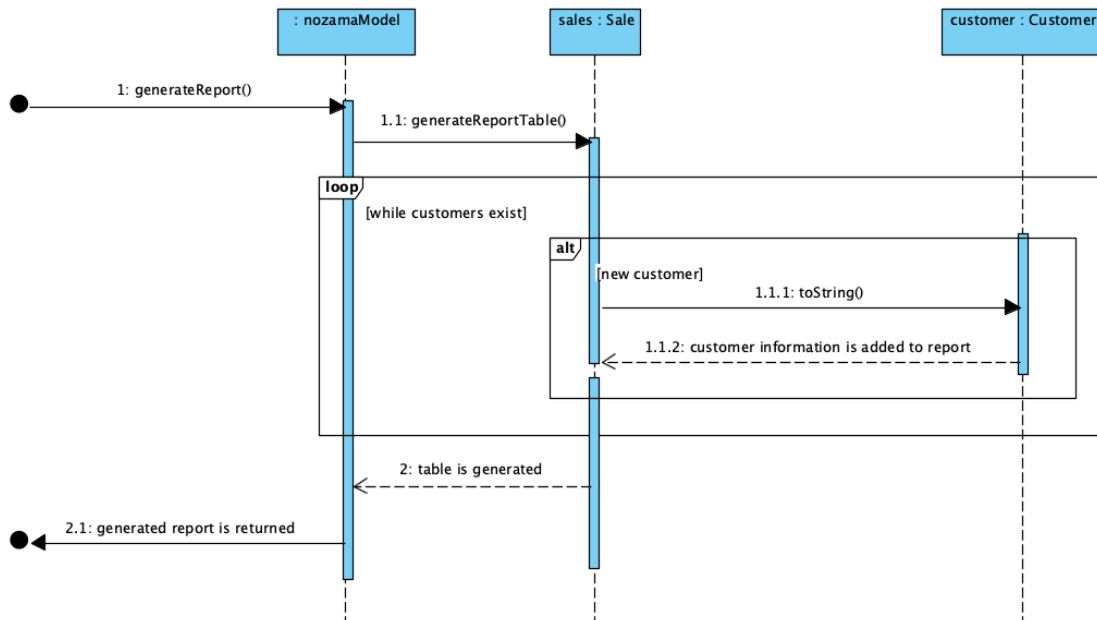 : nozamaModel
sales : Sale
customer : Customer
1: generateReport()
1.1: generateReportTable()
loop
[while customers exist]
alt
[new customer]
1.1.1: toString()
1.1.2: customer information is added to report
2: table is generated
2.1: generated report is returned